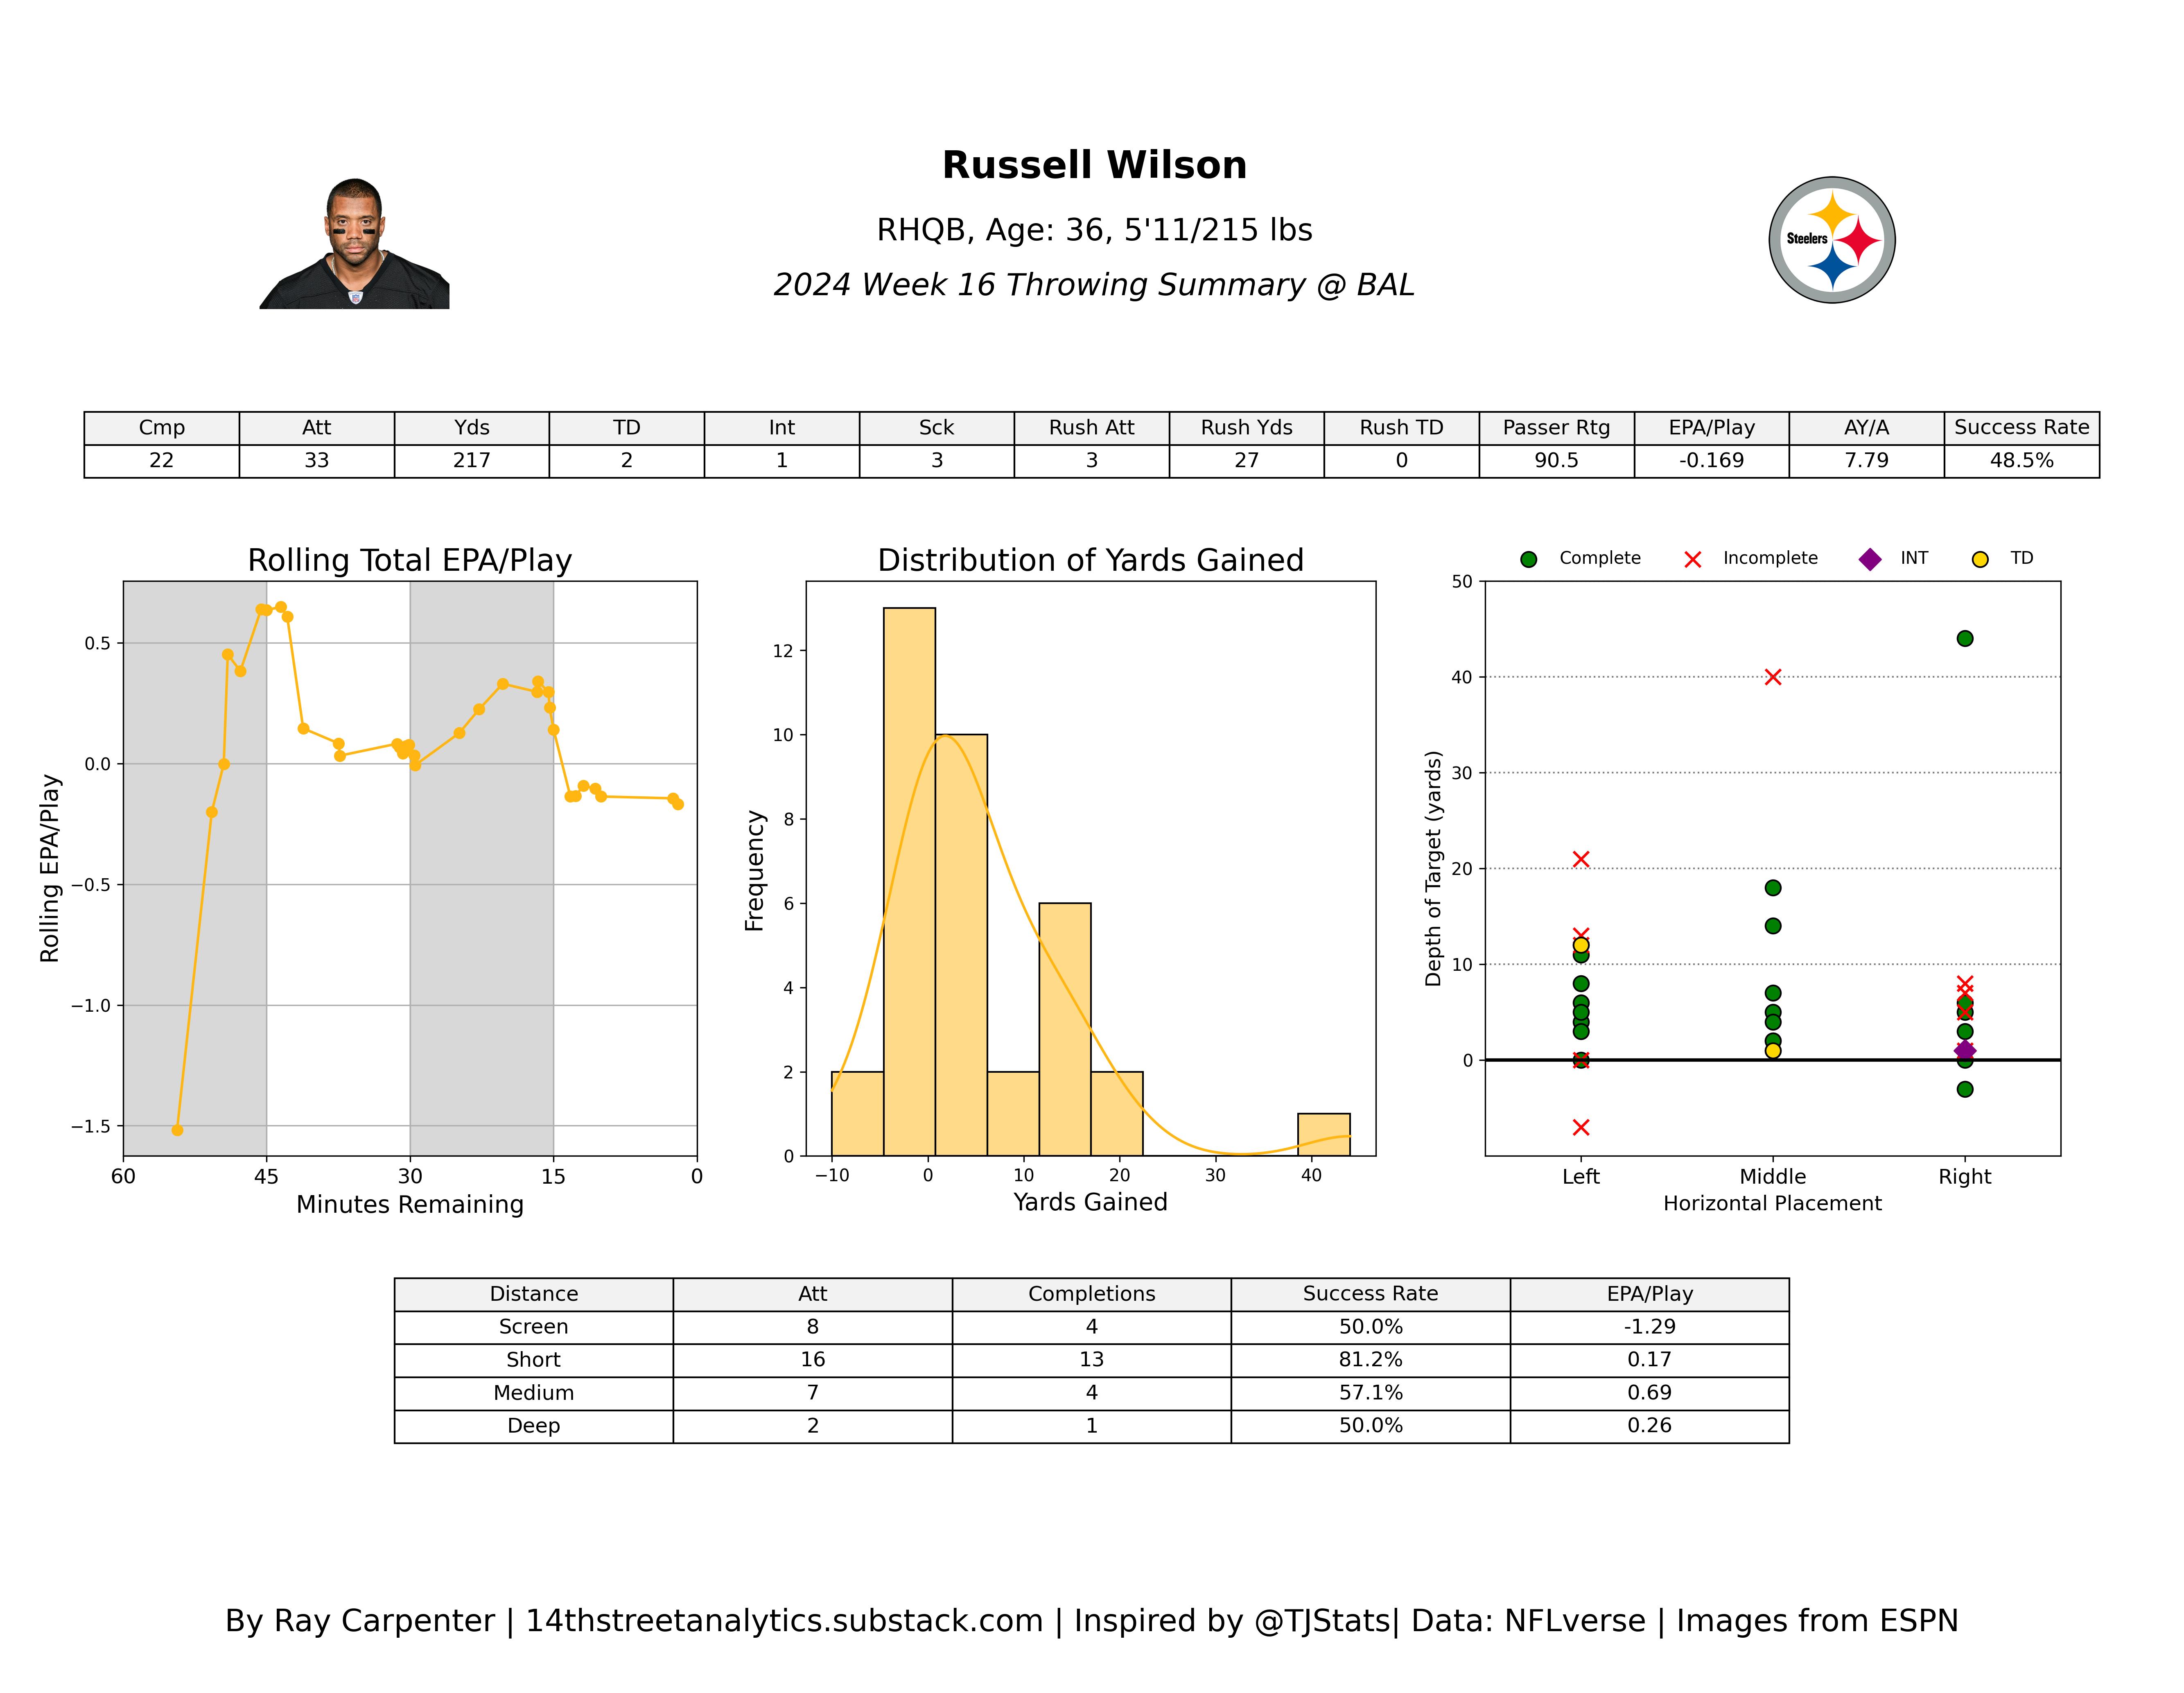 Russell Wilson
RHQB, Age: 36, 5'11/215 lbs
2024 Week 16 Throwing Summary @ BAL
Steelers
Cmp Att Yds TD Int Sck Rush Att Rush Yds Rush TD Passer Rtg EPA/Play AY/A Success Rate
22 33 217 2 1 3 3 27 0 90.5 -0.169 7.79 48.5%
Rolling Total EPA/Play
0.5
0.0
−0.5
−1.0
−1.5
Rolling EPA/Play
60 45 30 15 0
Minutes Remaining
Distribution of Yards Gained
12
10
8
6
4
2
0
Frequency
−10 0 10 20 30 40
Yards Gained
Complete Incomplete INT TD
50
40
30
20
10
0
Depth of Target (yards)
Left Middle Right
Horizontal Placement
Distance Att Completions Success Rate EPA/Play
Screen 8 4 50.0% -1.29
Short 16 13 81.2% 0.17
Medium 7 4 57.1% 0.69
Deep 2 1 50.0% 0.26
By Ray Carpenter | 14thstreetanalytics.substack.com | Inspired by @TJStats| Data: NFLverse | Images from ESPN